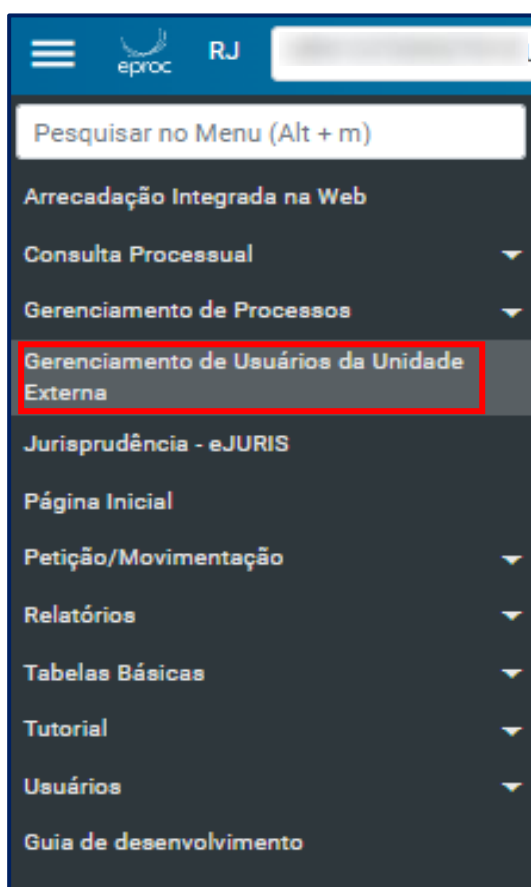 eproc
RJ
Pesquisar no Menu (Alt + m)
Arrecadação Integrada na Web
Consulta Processual
Gerenciamento de Processos
Gerenciamento de Usuários da Unidade
Externa
Jurisprudência - eJURIS
Página Inicial
Petição/Movimentação
Relatórios
Tabelas Básicas
Tutorial
Usuários
Guia de desenvolvimento